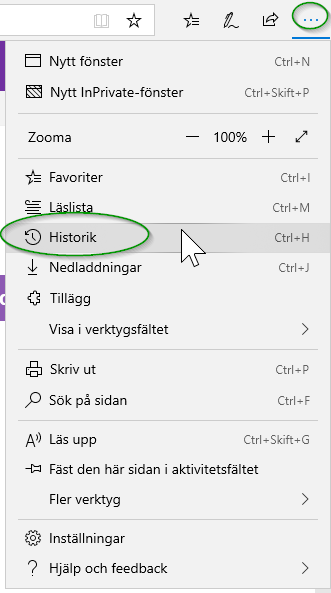 Nytt fönster Ctrl+N
Nytt InPrivate-fönster Ctrl+Skift+P
Zooma 100%
Favoriter Ctrl+I
Läslista Ctrl+M
Historik Ctrl+H
Nedladdningar Ctrl+J
Tillägg
Visa i verktygsfältet
Skriv ut Ctrl+P
Sök på sidan Ctrl+F
Läs upp Ctrl+Skift+G
Fäst den här sidan i aktivitetsfältet
Fler verktyg
Inställningar
Hjälp och feedback